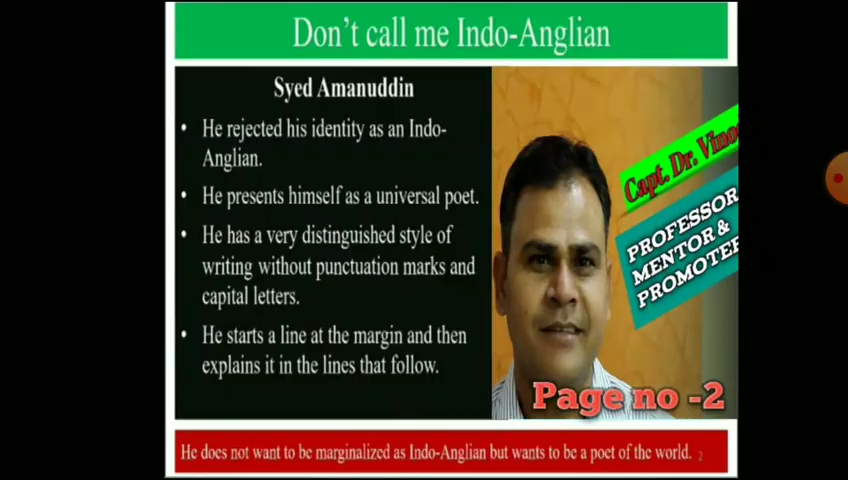 Don't call me Indo-Anglian
Syed Amanuddin
• He rejected his identity as an Indo-
Anglian.
• He presents himself as a universal poet.
• He has a very distinguished style of
writing without punctuation marks and
capital letters.
• He starts a line at the margin and then
explains it in the lines that follow.
Capt. Dr.
PROFESSOR
MENTOR &
PROMOTER
Page no -2
He does not want to be marginalized as Indo-Anglian but wants to be a poet of the world. 2